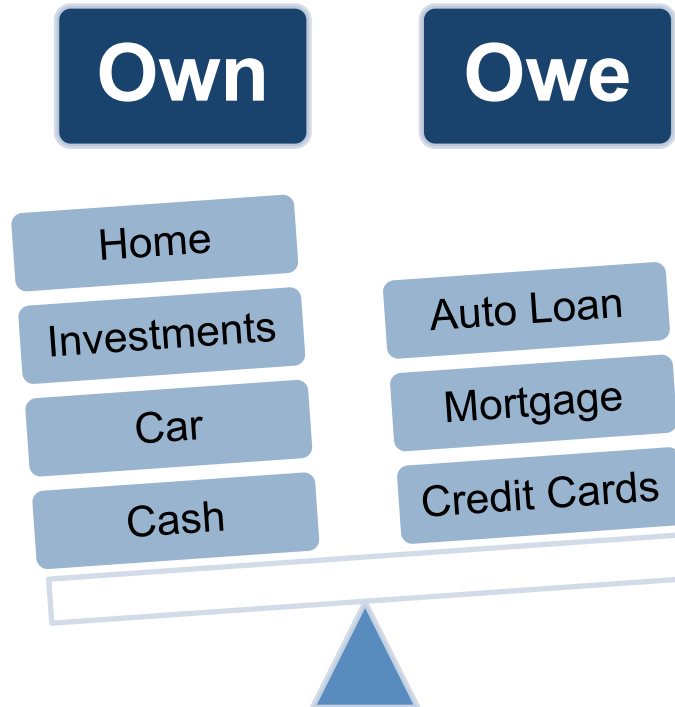 Own
Owe
Home
Investments
Car
Cash
Auto Loan
Mortgage
Credit Cards